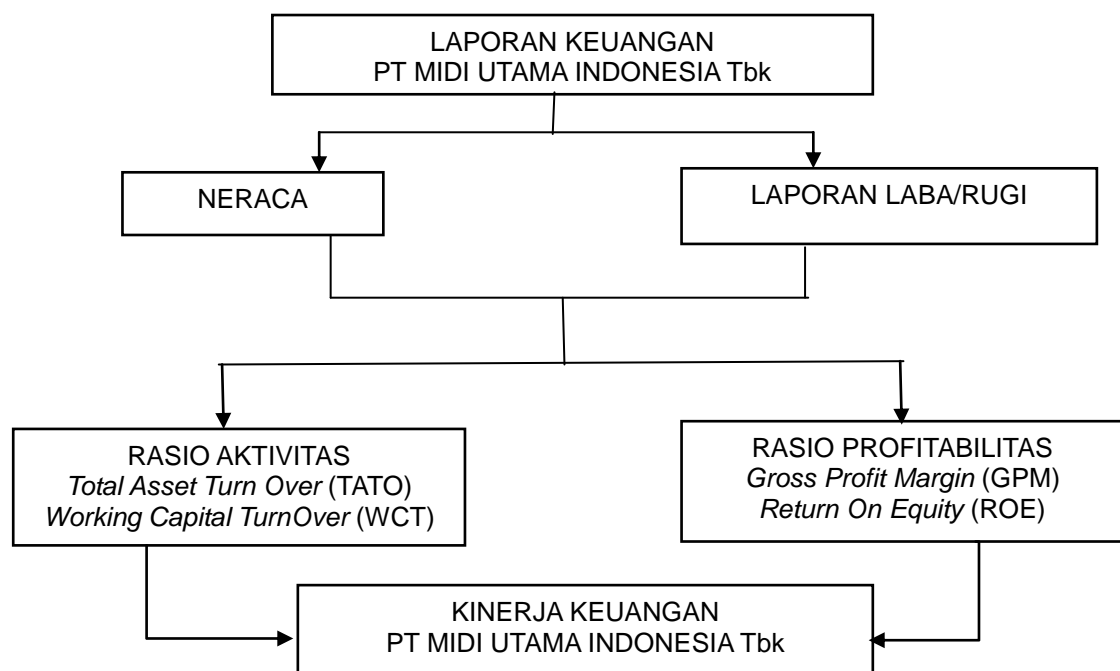 LAPORAN KEUANGAN
PT MIDI UTAMA INDONESIA Tbk
NERACA
LAPORAN LABA/RUGI
RASIO AKTIVITAS
Total Asset Turn Over (TATO)
Working Capital TurnOver (WCT)
RASIO PROFITABILITAS
Gross Profit Margin (GPM)
Return On Equity (ROE)
KINERJA KEUANGAN
PT MIDI UTAMA INDONESIA Tbk